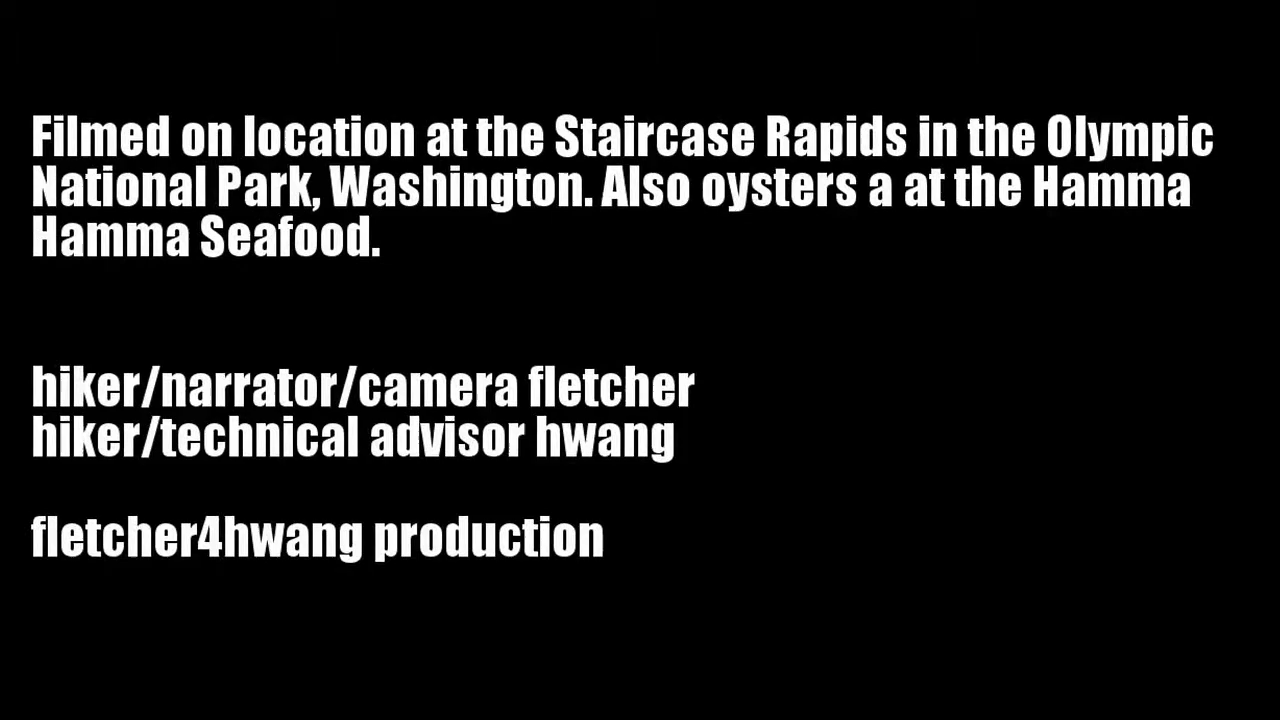 Filmed on location at the Staircase Rapids in the Olympic
National Park, Washington. Also oysters a at the Hamma
Hamma Seafood.
hiker/narrator/camera fletcher
hiker/technical advisor hwang
fletcher4hwang production